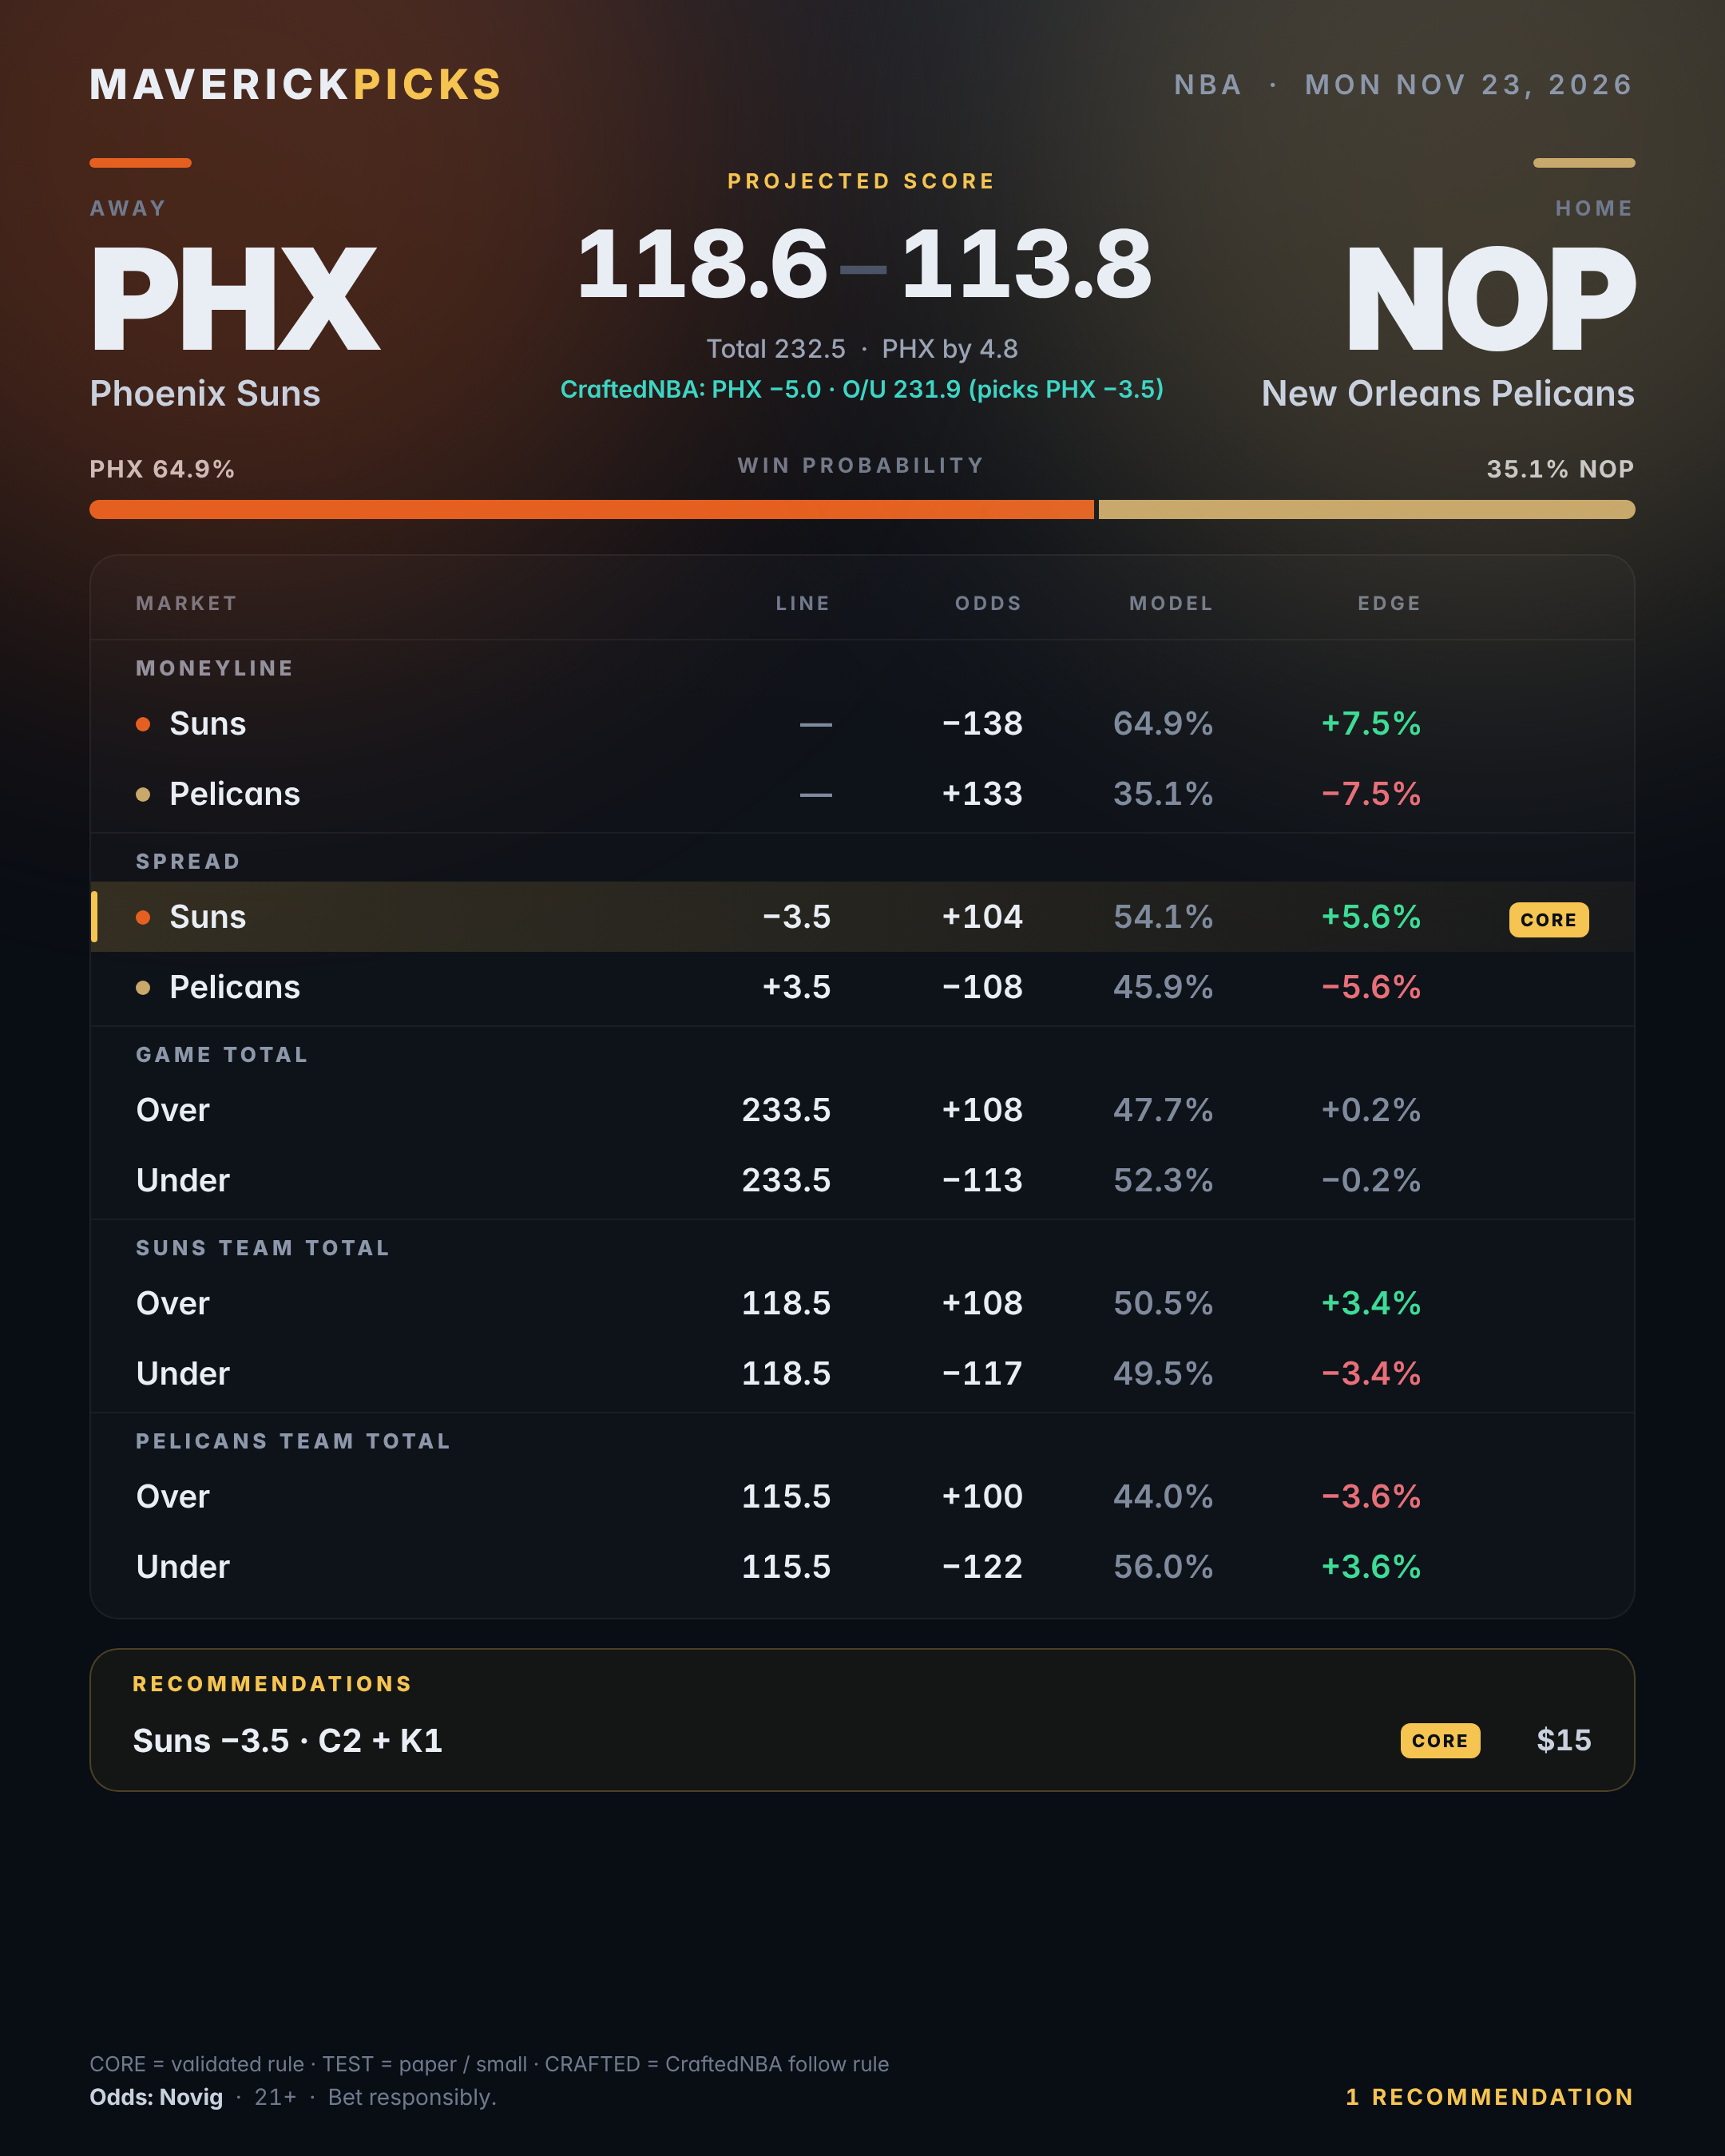 MAVERICKPICKS
NBA · MON NOV 23, 2026
AWAY
PHX
Phoenix Suns
PROJECTED SCORE
118.6–113.8
Total 232.5 · PHX by 4.8
CraftedNBA: PHX −5.0 · O/U 231.9 (picks PHX −3.5)
HOME
NOP
New Orleans Pelicans
PHX 64.9% WIN PROBABILITY 35.1% NOP
MARKET LINE ODDS MODEL EDGE
MONEYLINE
Suns — −138 64.9% +7.5%
Pelicans — +133 35.1% −7.5%
SPREAD
Suns −3.5 +104 54.1% +5.6% CORE
Pelicans +3.5 −108 45.9% −5.6%
GAME TOTAL
Over 233.5 +108 47.7% +0.2%
Under 233.5 −113 52.3% −0.2%
SUNS TEAM TOTAL
Over 118.5 +108 50.5% +3.4%
Under 118.5 −117 49.5% −3.4%
PELICANS TEAM TOTAL
Over 115.5 +100 44.0% −3.6%
Under 115.5 −122 56.0% +3.6%
RECOMMENDATIONS
Suns −3.5 · C2 + K1 CORE $15
CORE = validated rule · TEST = paper / small · CRAFTED = CraftedNBA follow rule
Odds: Novig · 21+ · Bet responsibly.
1 RECOMMENDATION